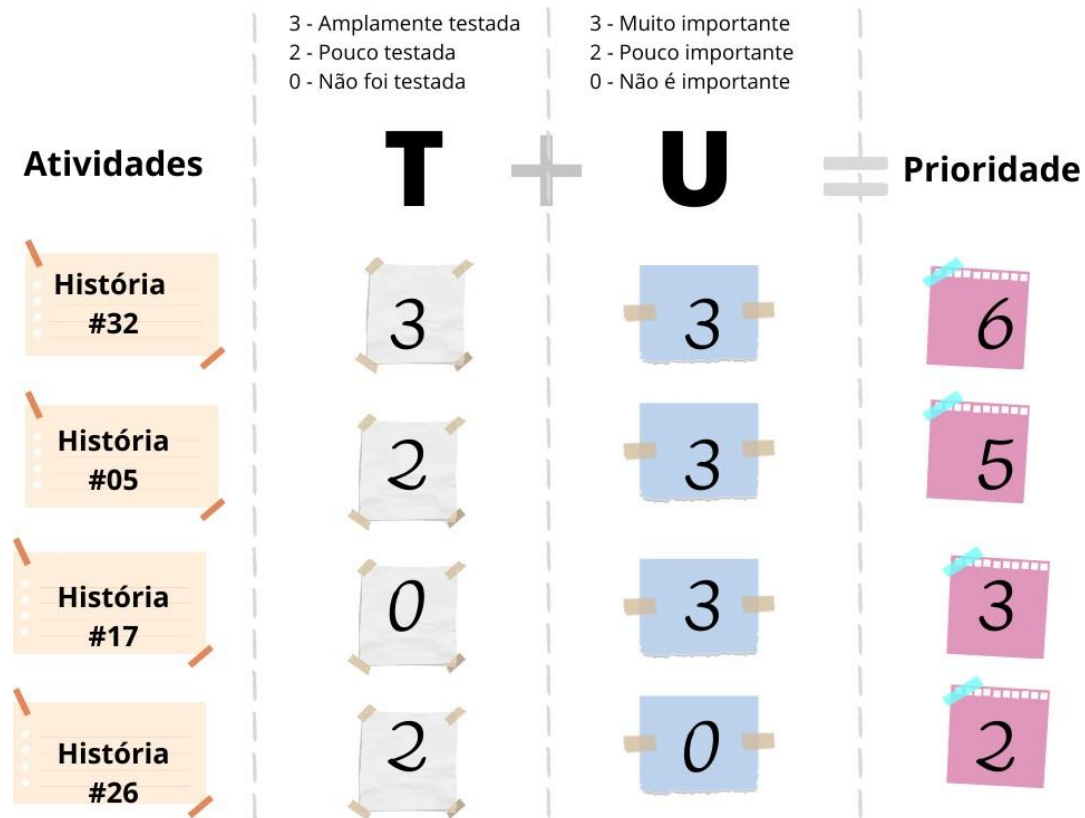 3 - Amplamente testada
2 - Pouco testada
0 - Não foi testada
3 - Muito importante
2 - Pouco importante
0 - Não é importante
Atividades
T
+
U
=
Prioridade
História
#32
3
3
6
História
#05
2
3
5
História
#17
0
3
3
História
#26
2
0
2